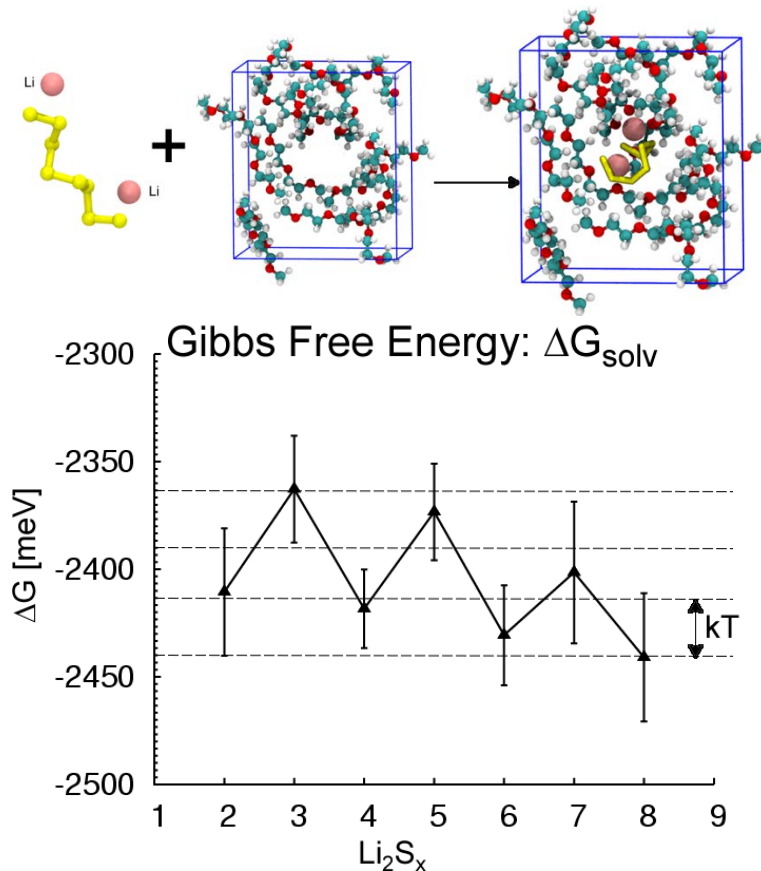 Li
+
Li
Gibbs Free Energy: ΔG_solv
-2300
-2350
-2400
-2450
-2500
ΔG [meV]
kT
1 2 3 4 5 6 7 8 9
Li₂Sₓ